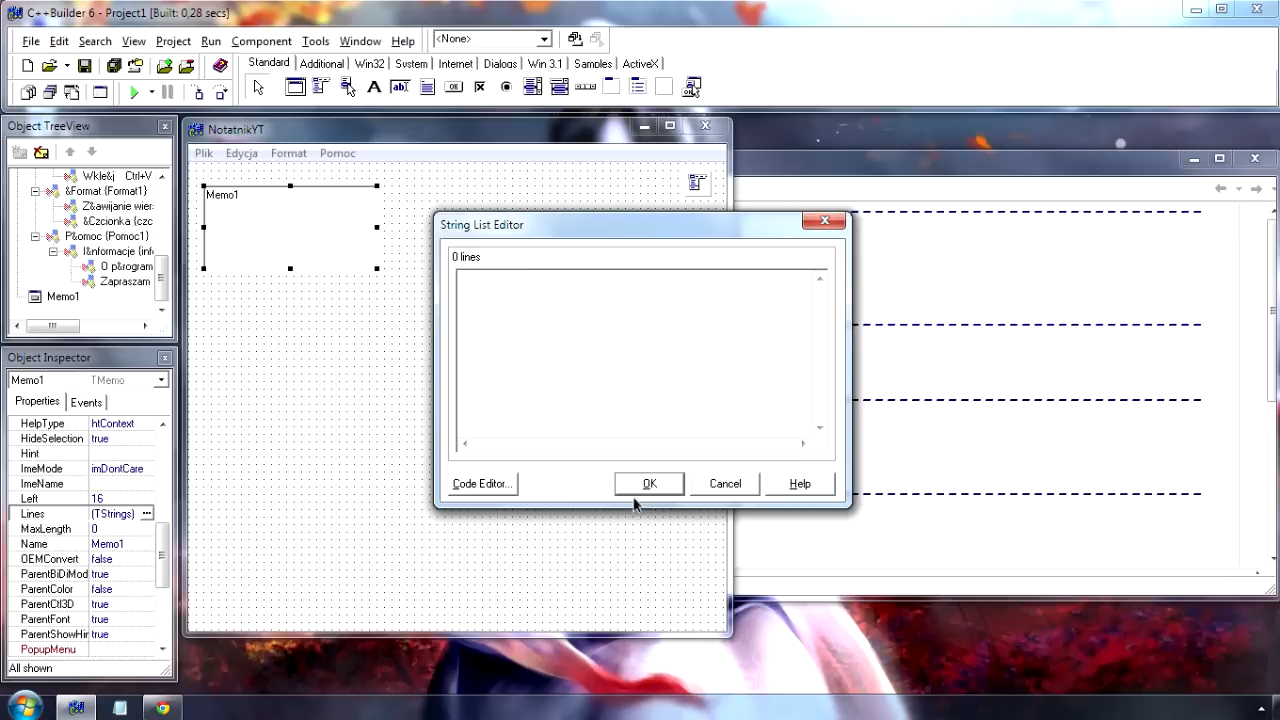 C++Builder 6 - Project1 [Built: 0,28 secs]
File Edit Search View Project Run Component Tools Window Help <None>
Standard Additional Win32 System Internet Dialogs Win 3.1 Samples ActiveX
Object TreeView
Wkle&j Ctrl+V
&Format {Format1}
Z&awijanie wier
&Czcionka {czc
P&omoc {Pomoc1}
I&nformacje {inf
O p&rogram
Zapraszam
Memo1
Object Inspector
Memo1 TMemo
Properties Events
HelpType htContext
HideSelection true
Hint
ImeMode imDontCare
ImeName
Left 16
Lines (TStrings) ...
MaxLength 0
Name Memo1
OEMConvert false
ParentBiDiMod true
ParentColor false
ParentCtl3D true
ParentFont true
ParentShowHin true
PopupMenu
All shown
NotatnikYT
Plik Edycja Format Pomoc
Memo1
String List Editor
0 lines
Code Editor... OK Cancel Help